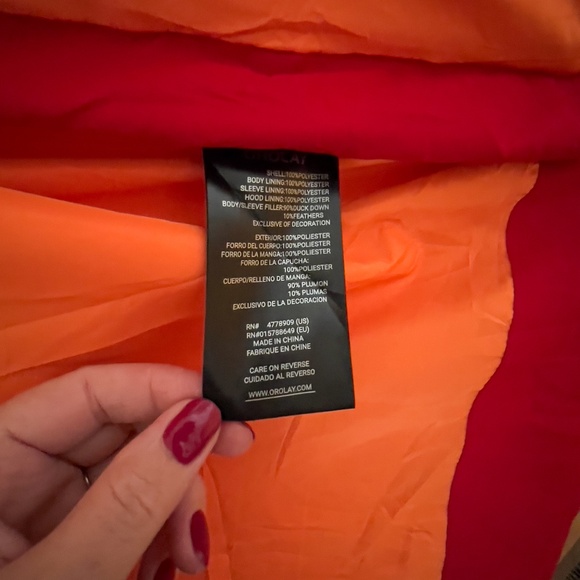 OROLAY
SHELL:100%POLYESTER
BODY LINING:100%POLYESTER
SLEEVE LINING:100%POLYESTER
HOOD LINING:100%POLYESTER
BODY/SLEEVE FILLER:90%DUCK DOWN
10%FEATHERS
EXCLUSIVE OF DECORATION
EXTERIOR:100%POLIESTER
FORRO DEL CUERPO:100%POLIESTER
FORRO DE LA MANGA:100%POLIESTER
FORRO DE LA CAPUCHA:
100%POLIESTER
CUERPO/RELLENO DE MANGA:
90% PLUMON
10% PLUMAS
EXCLUSIVO DE LA DECORACION
RN# 4778909 (US)
RN#015788649 (EU)
MADE IN CHINA
FABRIQUE EN CHINE
CARE ON REVERSE
CUIDADO AL REVERSO
WWW.OROLAY.COM